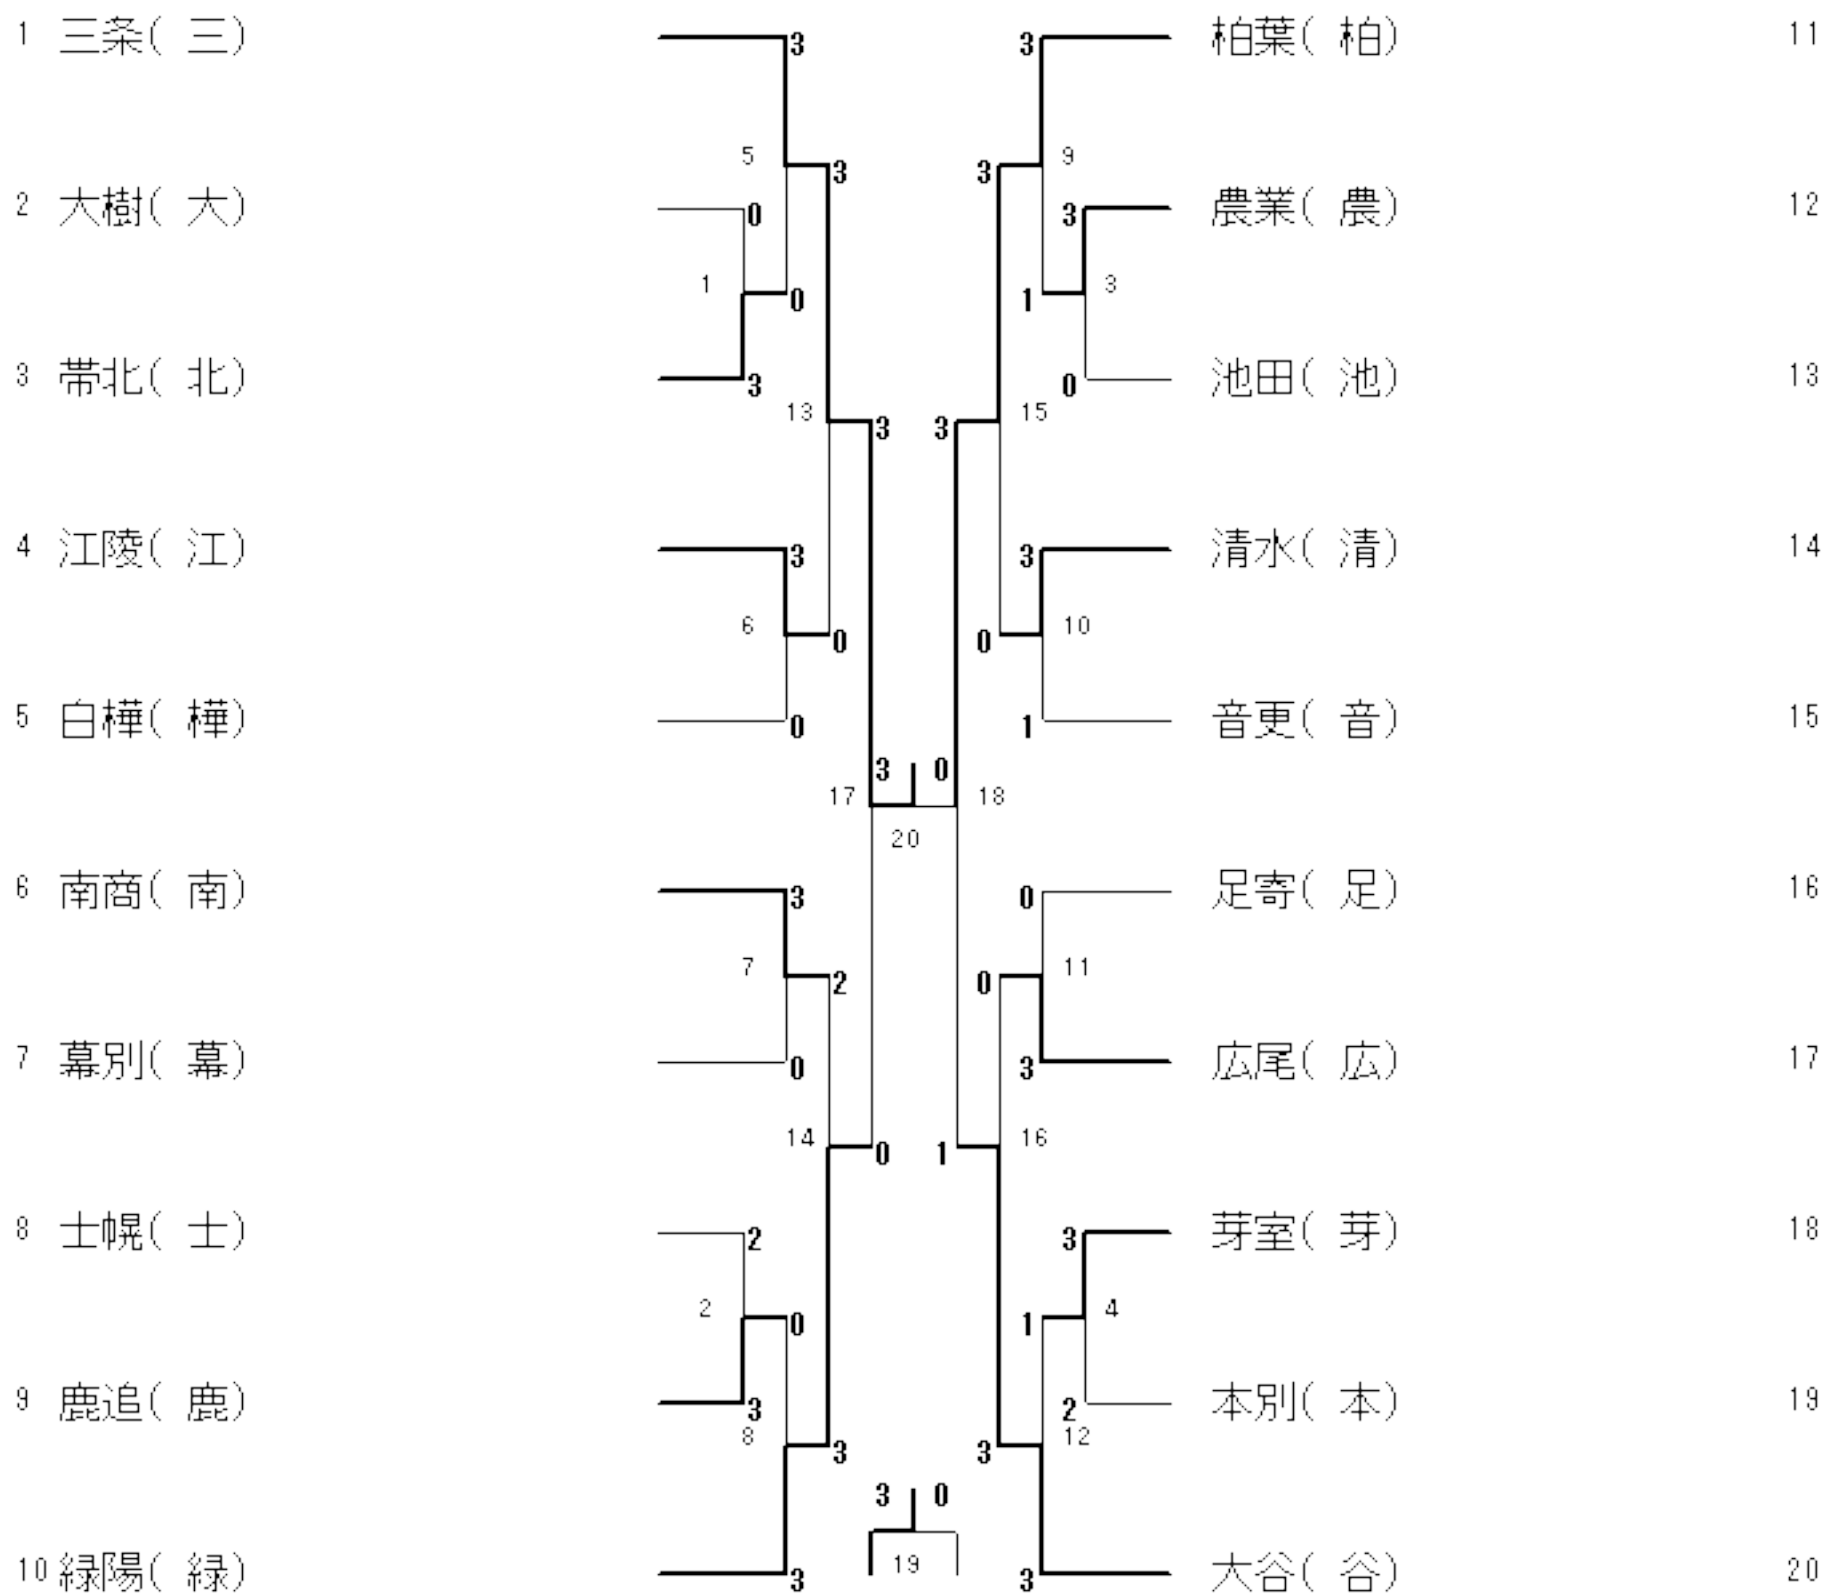 1 三条( 三) 3 3 柏葉( 柏) 11
5 3 3 9
2 大樹( 大) 0 3 農業( 農) 12
1 0 1 3
3 帯北( 北) 3 0 池田( 池) 13
13 3 3 15
4 江陵( 江) 3 3 清水( 清) 14
6 0 0 10
5 白樺( 樺) 0 1 音更( 音) 15
3 0
17 18
20
6 南商( 南) 3 0 足寄( 足) 16
7 2 0 11
7 幕別( 幕) 0 3 広尾( 広) 17
14 0 1 16
8 士幌( 士) 2 3 芽室( 芽) 18
2 0 1 4
9 鹿追( 鹿) 3 2 本別( 本) 19
8 3 3 12
3 0
19
10 緑陽( 緑) 3 3 大谷( 谷) 20